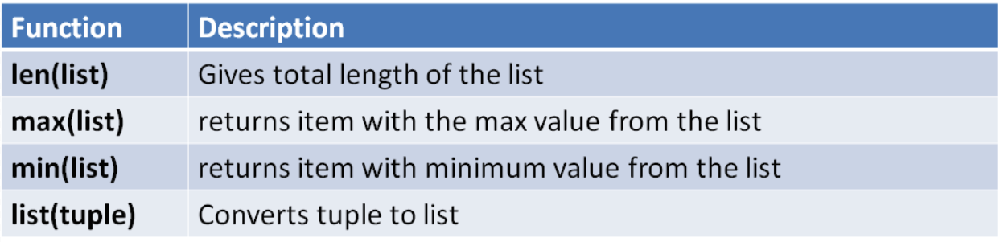 Function Description
len(list) Gives total length of the list
max(list) returns item with the max value from the list
min(list) returns item with minimum value from the list
list(tuple) Converts tuple to list